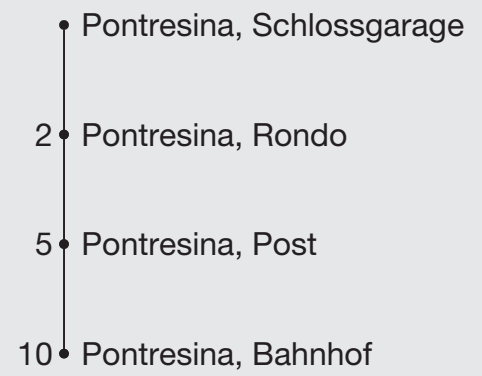 Pontresina, Schlossgarage
2 Pontresina, Rondo
5 Pontresina, Post
10 Pontresina, Bahnhof